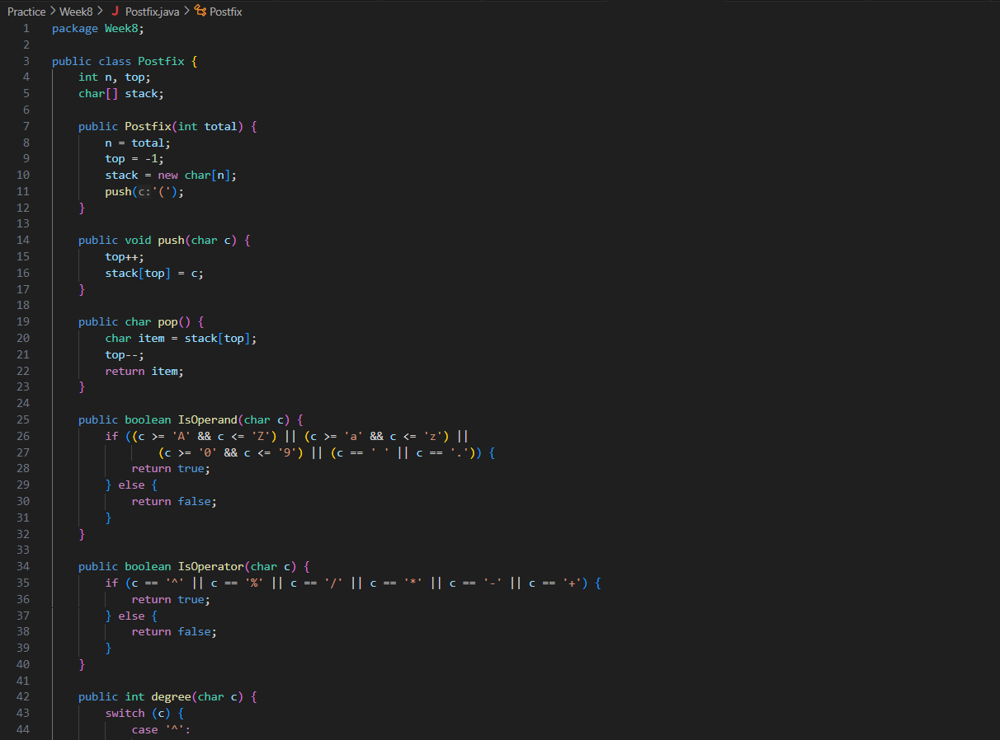 Practice > Week8 > J Postfix.java > Postfix
1 package Week8;
2
3 public class Postfix {
4     int n, top;
5     char[] stack;
6
7     public Postfix(int total) {
8         n = total;
9         top = -1;
10         stack = new char[n];
11         push(c:'(');
12     }
13
14     public void push(char c) {
15         top++;
16         stack[top] = c;
17     }
18
19     public char pop() {
20         char item = stack[top];
21         top--;
22         return item;
23     }
24
25     public boolean IsOperand(char c) {
26         if ((c >= 'A' && c <= 'Z') || (c >= 'a' && c <= 'z') ||
27                 (c >= '0' && c <= '9') || (c == ' ' || c == '.')) {
28             return true;
29         } else {
30             return false;
31         }
32     }
33
34     public boolean IsOperator(char c) {
35         if (c == '^' || c == '%' || c == '/' || c == '*' || c == '-' || c == '+') {
36             return true;
37         } else {
38             return false;
39         }
40     }
41
42     public int degree(char c) {
43         switch (c) {
44             case '^':